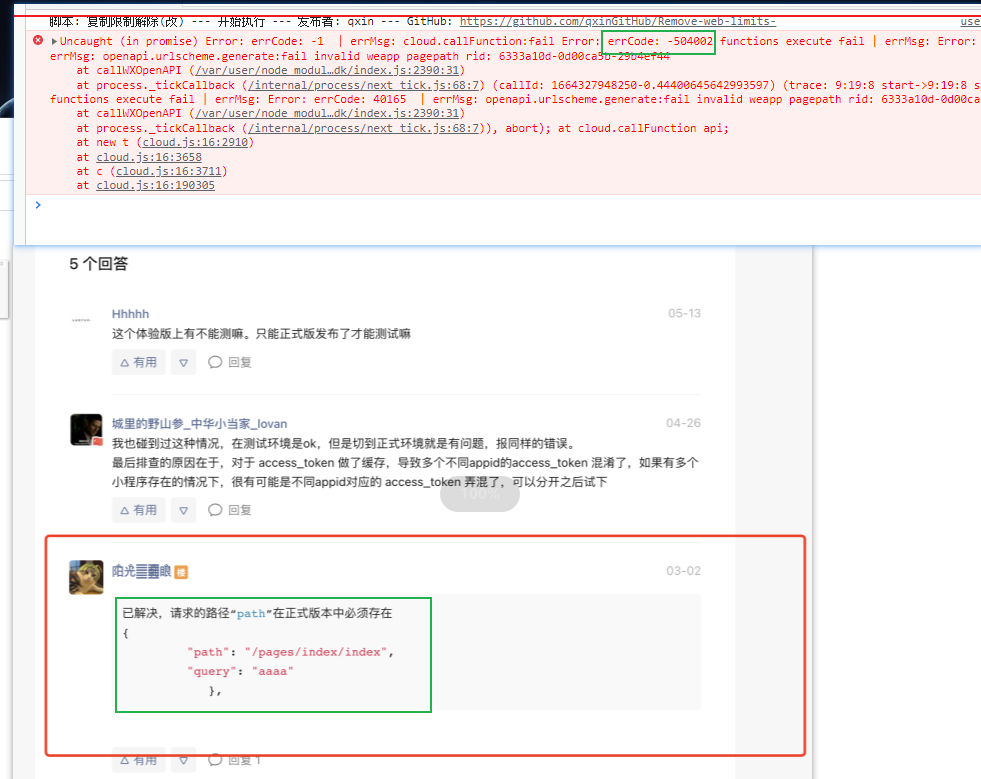 脚本: 复制限制解除(改) --- 开始执行 --- 发布者: qxin --- GitHub: https://github.com/qxinGitHub/Remove-web-limits- use
Uncaught (in promise) Error: errCode: -1 | errMsg: cloud.callFunction:fail Error: errCode: -504002 functions execute fail | errMsg: Error:
errMsg: openapi.urlscheme.generate:fail invalid weapp pagepath rid: 6333a10d-0d00ca5b-29b4ef44
at callWXOpenAPI (/var/user/node_modul…dk/index.js:2390:31)
at process._tickCallback (/internal/process/next_tick.js:68:7) (callId: 1664327948250-0.44400645642993597) (trace: 9:19:8 start->9:19:8 s
functions execute fail | errMsg: Error: errCode: 40165 | errMsg: openapi.urlscheme.generate:fail invalid weapp pagepath rid: 6333a10d-0d00ca
at callWXOpenAPI (/var/user/node_modul…dk/index.js:2390:31)
at process._tickCallback (/internal/process/next_tick.js:68:7)), abort); at cloud.callFunction api;
at new t (cloud.js:16:2910)
at cloud.js:16:3658
at c (cloud.js:16:3711)
at cloud.js:16:190305
5 个回答
Hhhhh 05-13
这个体验版上有不能测嘛。只能正式版发布了才能测试嘛
有用 回复
城里的野山参_中华小当家_lovan 04-26
我也碰到过这种情况，在测试环境是ok，但是切到正式环境就是有问题，报同样的错误。
最后排查的原因在于，对于 access_token 做了缓存，导致多个不同appid的access_token 混淆了，如果有多个
小程序存在的情况下，很有可能是不同appid对应的 access_token 弄混了，可以分开之后试下
有用 回复
100%
楼 03-02
已解决，请求的路径“path”在正式版本中必须存在
{
"path": "/pages/index/index",
"query": "aaaa"
},
有用 回复 1